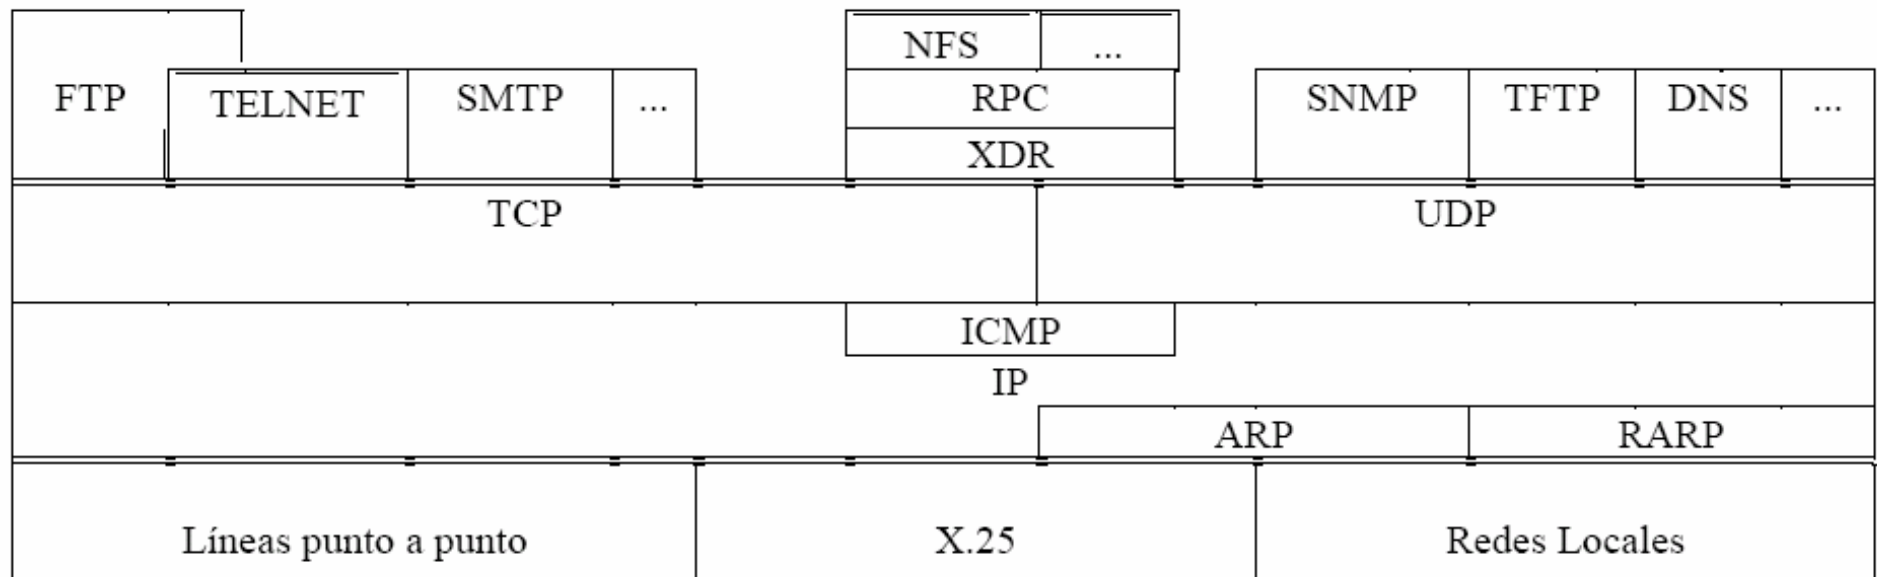 NFS ...
FTP TELNET SMTP ... RPC SNMP TFTP DNS ...
XDR
TCP UDP
ICMP
IP
ARP RARP
Líneas punto a punto X.25 Redes Locales